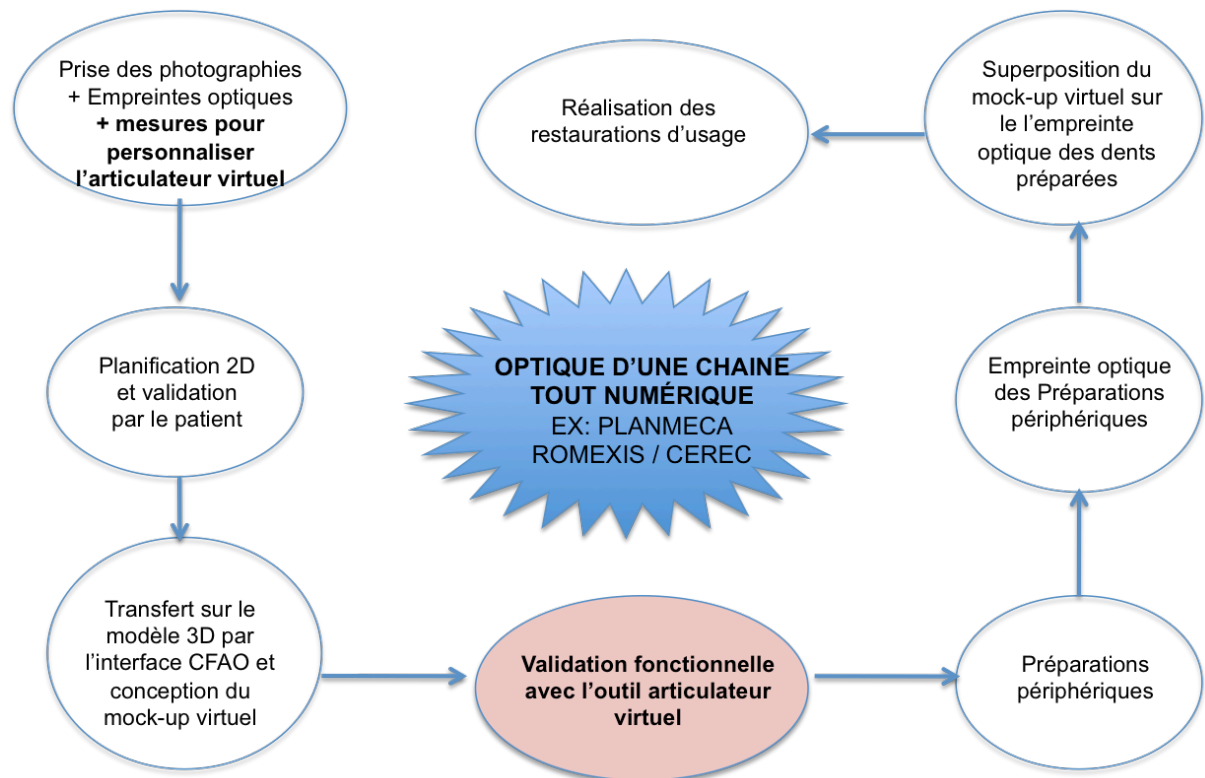 Prise des photographies
+ Empreintes optiques
+ mesures pour
personnaliser
l'articulateur virtuel
Planification 2D
et validation
par le patient
Transfert sur le
modèle 3D par
l'interface CFAO et
conception du
mock-up virtuel
Validation fonctionnelle
avec l'outil articulateur
virtuel
Préparations
périphériques
Empreinte optique
des Préparations
périphériques
Superposition du
mock-up virtuel sur
le l'empreinte
optique des dents
préparées
Réalisation des
restaurations d'usage
OPTIQUE D'UNE CHAINE
TOUT NUMÉRIQUE
EX: PLANMECA
ROMEXIS / CEREC